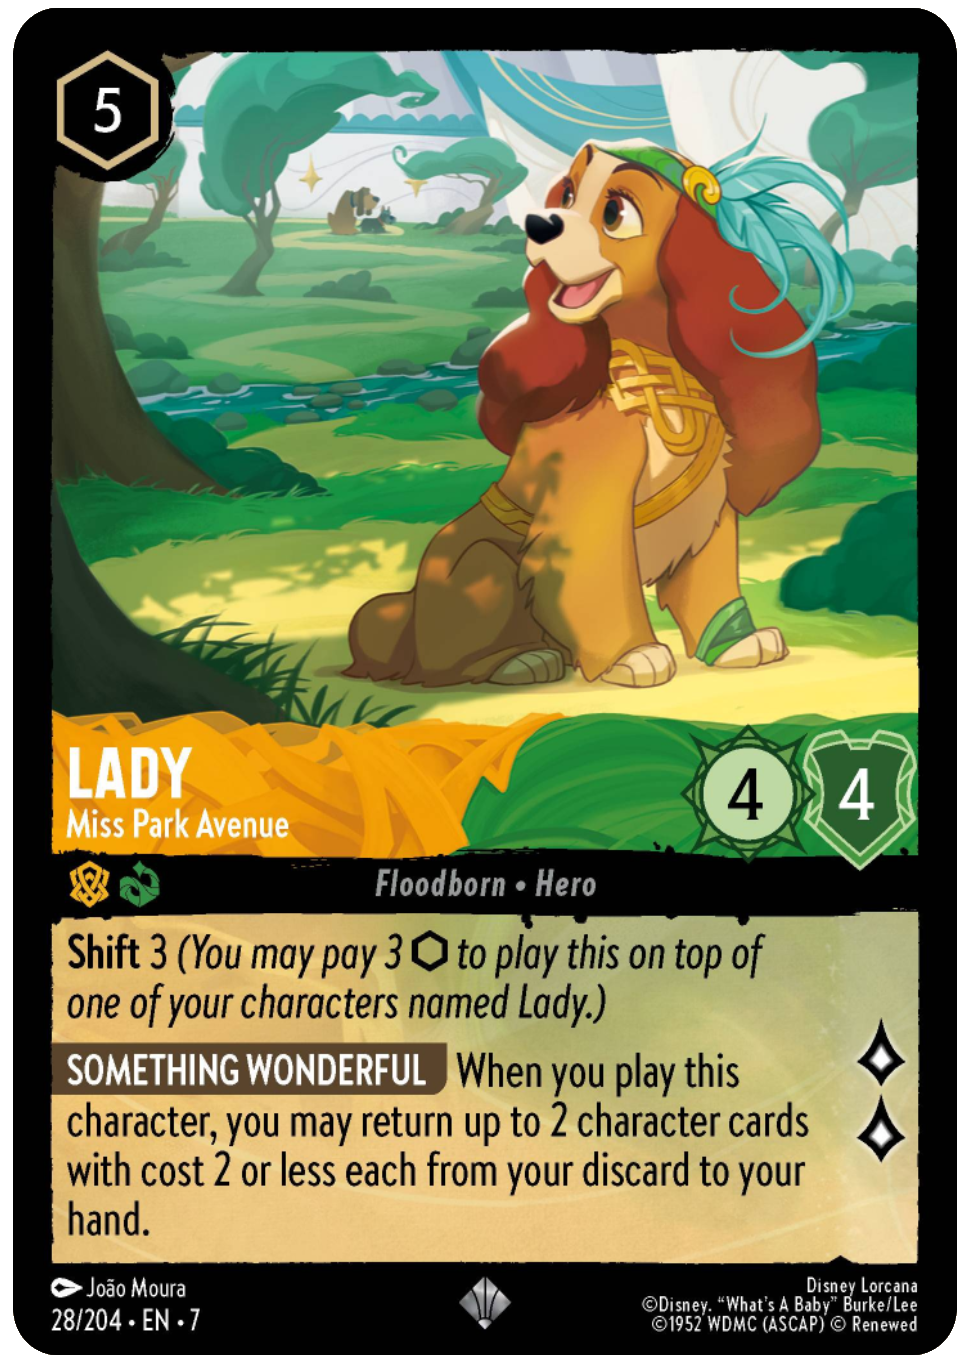 5
LADY
Miss Park Avenue
4
4
Floodborn • Hero
Shift 3 (You may pay 3 ⬡ to play this on top of
one of your characters named Lady.)
SOMETHING WONDERFUL When you play this
character, you may return up to 2 character cards
with cost 2 or less each from your discard to your
hand.
João Moura
28/204 • EN • 7
Disney Lorcana
©Disney. “What's A Baby” Burke/Lee
©1952 WDMC (ASCAP) © Renewed